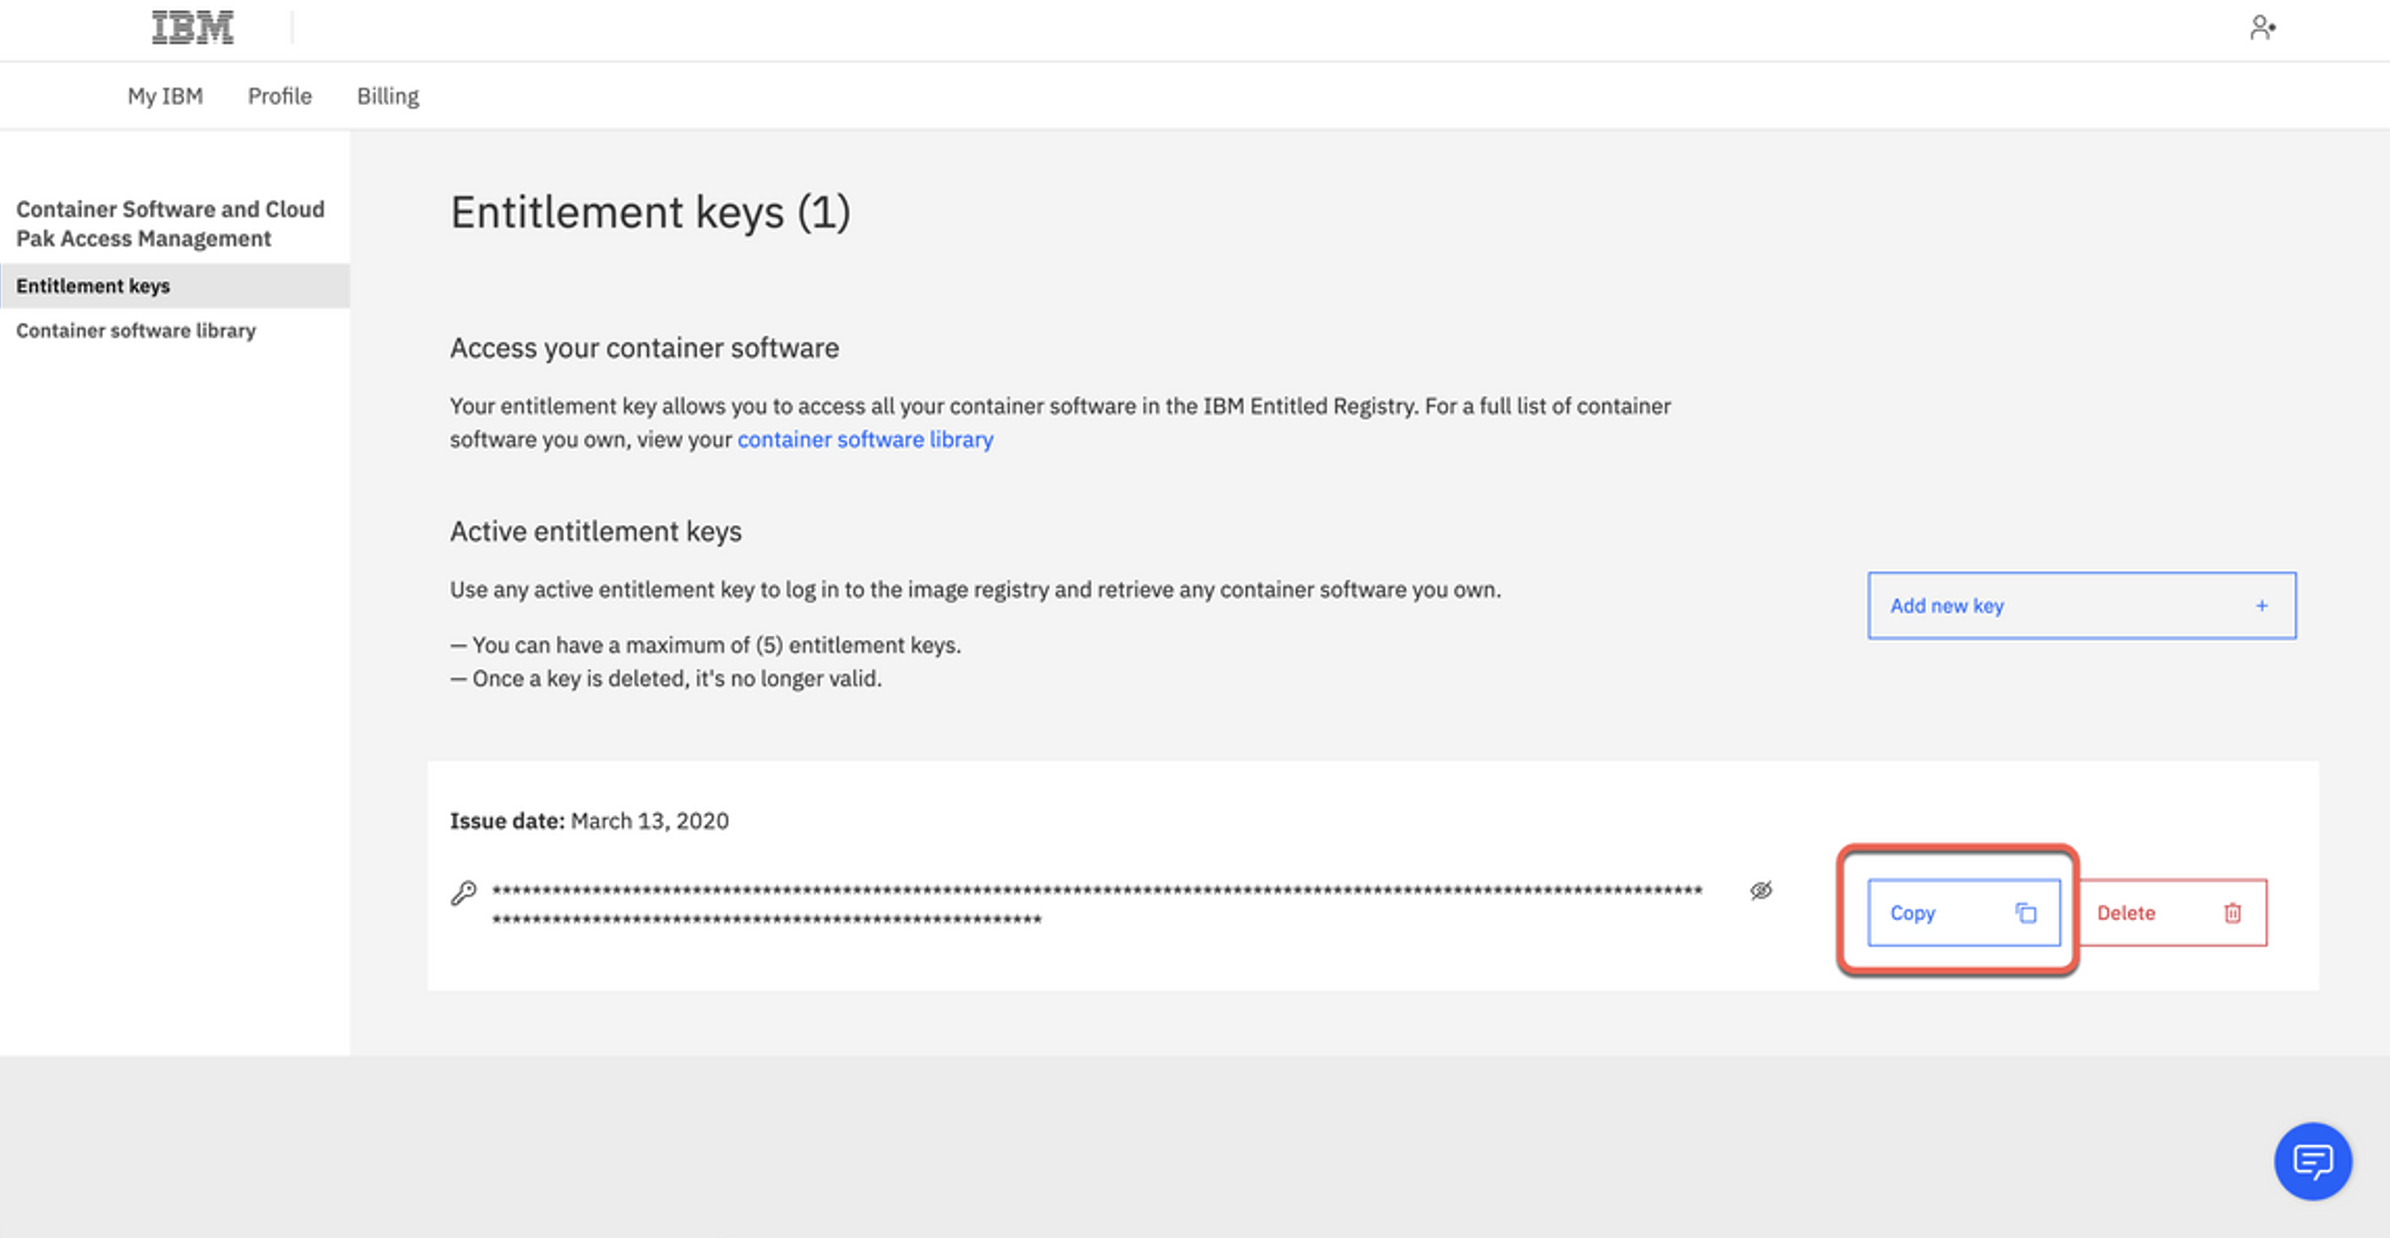 IBM
My IBM Profile Billing
Container Software and Cloud
Pak Access Management
Entitlement keys
Container software library
Entitlement keys (1)
Access your container software
Your entitlement key allows you to access all your container software in the IBM Entitled Registry. For a full list of container
software you own, view your container software library
Active entitlement keys
Use any active entitlement key to log in to the image registry and retrieve any container software you own.
— You can have a maximum of (5) entitlement keys.
— Once a key is deleted, it's no longer valid.
Add new key +
Issue date: March 13, 2020
*************************************************************************************************************************
*******************************************************
Copy
Delete